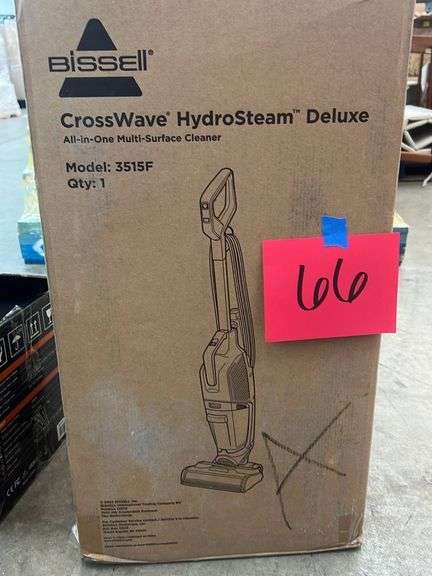 BISSELL®
CrossWave® HydroSteam™ Deluxe
All-in-One Multi-Surface Cleaner
Model: 3515F
Qty: 1
66